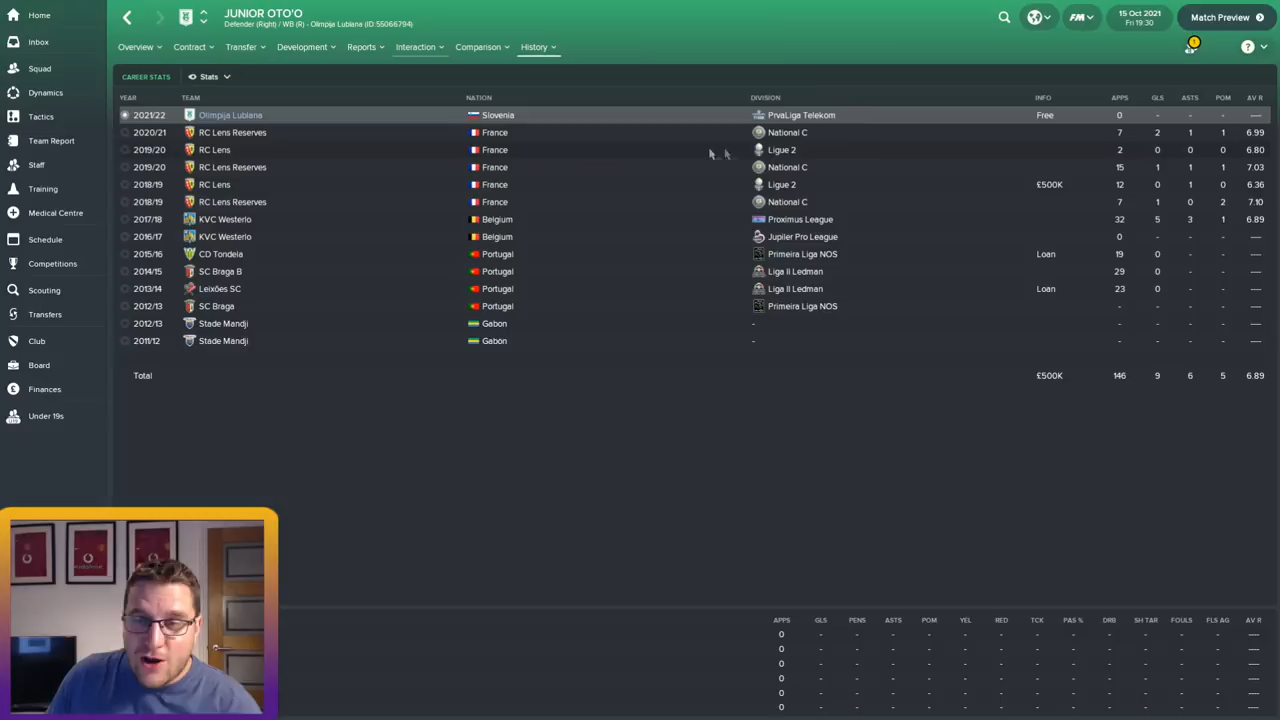 Home
Inbox
Squad
Dynamics
Tactics
Team Report
Staff
Training
Medical Centre
Schedule
Competitions
Scouting
Transfers
Club
Board
Finances
Under 19s
JUNIOR OTO'O
Defender (Right) / WB (R) - Olimpija Lublana (ID:55066794)
FM
15 Oct 2021
Fri 19:30
Match Preview
Overview Contract Transfer Development Reports Interaction Comparison History
CAREER STATS Stats
YEAR TEAM NATION DIVISION INFO APPS GLS ASTS POM AV R
2021/22 Olimpija Lublana Slovenia PrvaLiga Telekom Free 0 - - - ----
2020/21 RC Lens Reserves France National C 7 2 1 1 6.99
2019/20 RC Lens France Ligue 2 2 0 0 0 6.80
2019/20 RC Lens Reserves France National C 15 1 1 1 7.03
2018/19 RC Lens France Ligue 2 £500K 12 0 1 0 6.36
2018/19 RC Lens Reserves France National C 7 1 0 2 7.10
2017/18 KVC Westerlo Belgium Proximus League 32 5 3 1 6.89
2016/17 KVC Westerlo Belgium Jupiler Pro League 0 - - - ----
2015/16 CD Tondela Portugal Primeira Liga NOS Loan 19 0 - - ----
2014/15 SC Braga B Portugal Liga II Ledman 29 0 - - ----
2013/14 Leixões SC Portugal Liga II Ledman Loan 23 0 - - ----
2012/13 SC Braga Portugal Primeira Liga NOS - - - - ----
2012/13 Stade Mandji Gabon - - - - - ----
2011/12 Stade Mandji Gabon - - - - - ----
Total £500K 146 9 6 5 6.89
APPS GLS PENS ASTS POM YEL RED TCK PAS % DRB SH TAR FOULS FLS AG AV R
0 - - - - - - - - - - - - ----
0 - - - - - - - - - - - - ----
0 - - - - - - - - - - - - ----
0 - - - - - - - - - - - - ----
0 - - - - - - - - - - - - ----
0 - - - - - - - - - - - - ----
vodafone